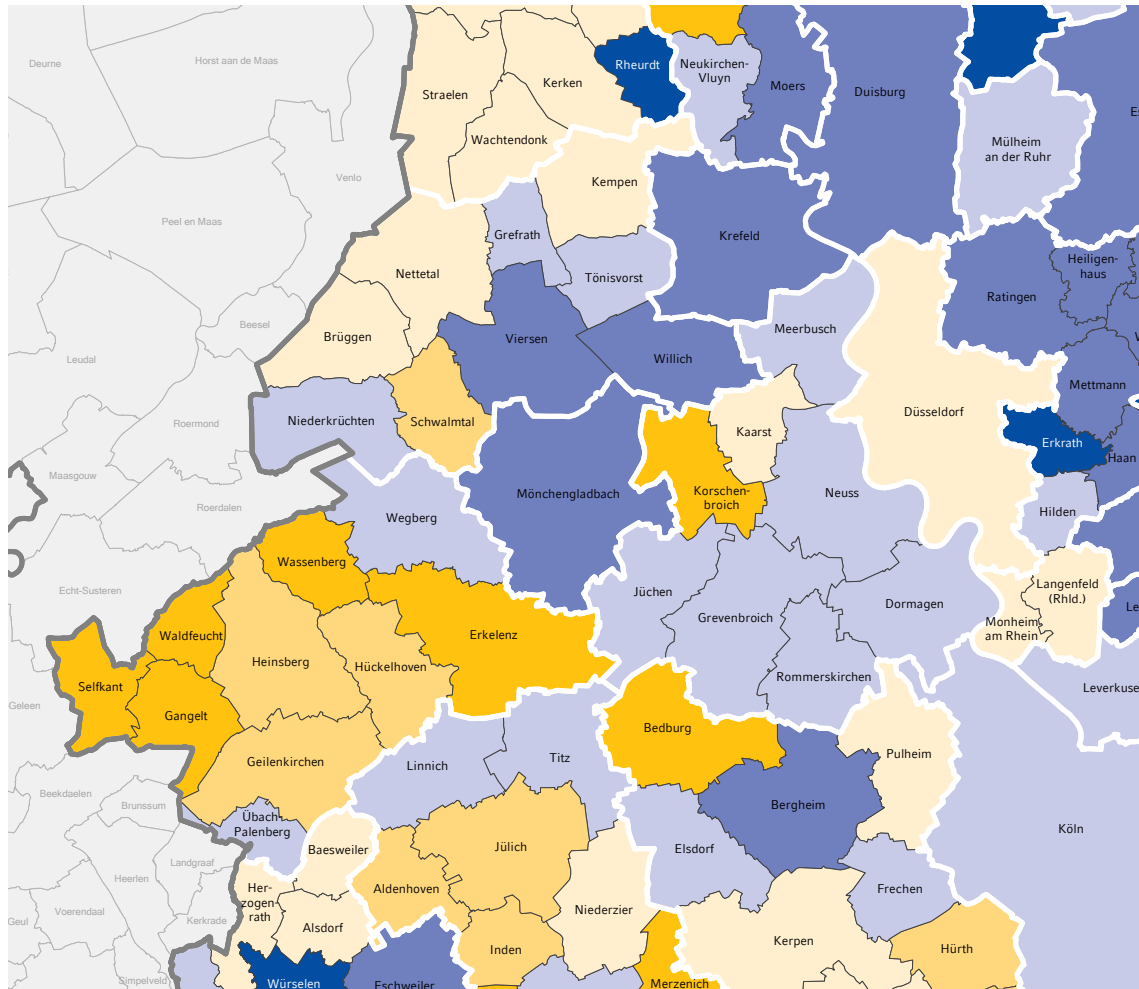 Deurne
Horst aan de Maas
Rheurdt
Neukirchen-
Vluyn
Kerken
Moers
Duisburg
Straelen
Wachtendonk
Mülheim
an der Ruhr
Venlo
Kempen
Peel en Maas
Grefrath
Krefeld
Nettetal
Tönisvorst
Heiligen-
haus
Ratingen
Beesel
Brüggen
Viersen
Meerbusch
Leudal
Willich
Mettmann
Niederkrüchten
Schwalmtal
Düsseldorf
Roermond
Kaarst
Erkrath
Haan
Maasgouw
Mönchengladbach
Korschen-
broich
Neuss
Roerdalen
Wegberg
Hilden
Wassenberg
Echt-Susteren
Jüchen
Langenfeld
(Rhld.)
Dormagen
Waldfeucht
Erkelenz
Grevenbroich
Monheim
am Rhein
Heinsberg
Hückelhoven
Rommerskirchen
Selfkant
Leverkuse
Geleen
Gangelt
Bedburg
Pulheim
Geilenkirchen
Linnich
Titz
Beekdaelen
Brunssum
Bergheim
Übach-
Palenberg
Köln
Baesweiler
Jülich
Elsdorf
Landgraaf
Heerlen
Her-
zogen-
rath
Aldenhoven
Frechen
Voerendaal
Geul
Kerkrade
Alsdorf
Niederzier
Kerpen
Inden
Hürth
Simpelveld
Würselen
Eschweiler
Merzenich